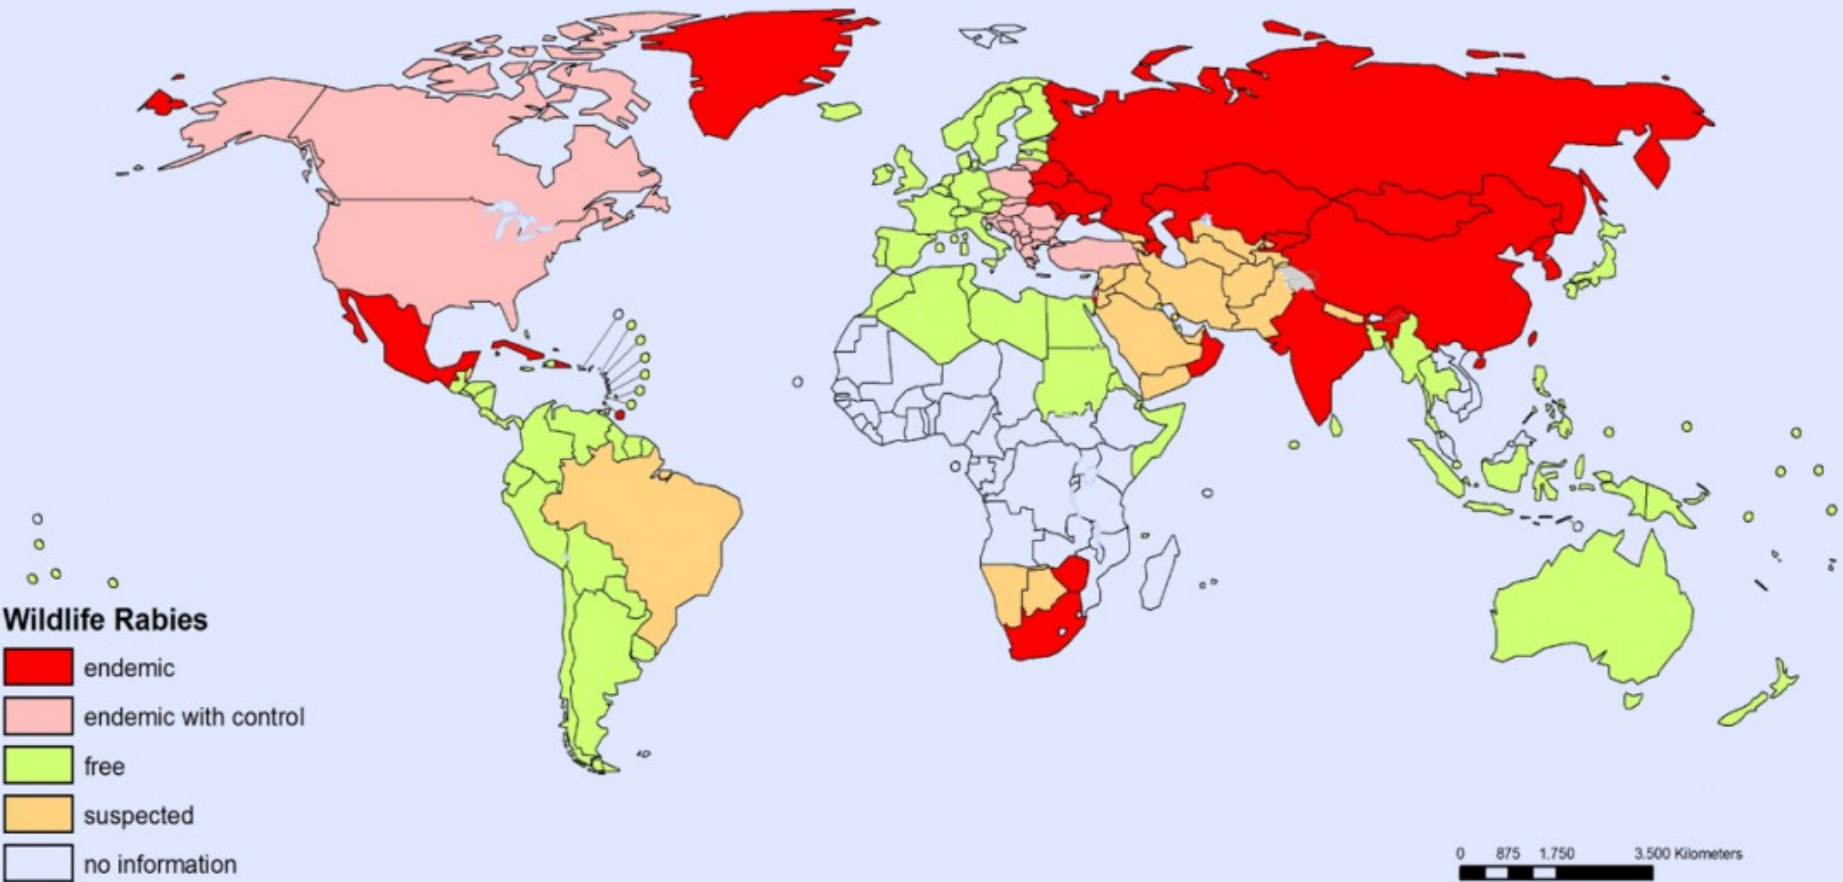 Wildlife Rabies
endemic
endemic with control
free
suspected
no information
0 875 1.750 3.500 Kilometers